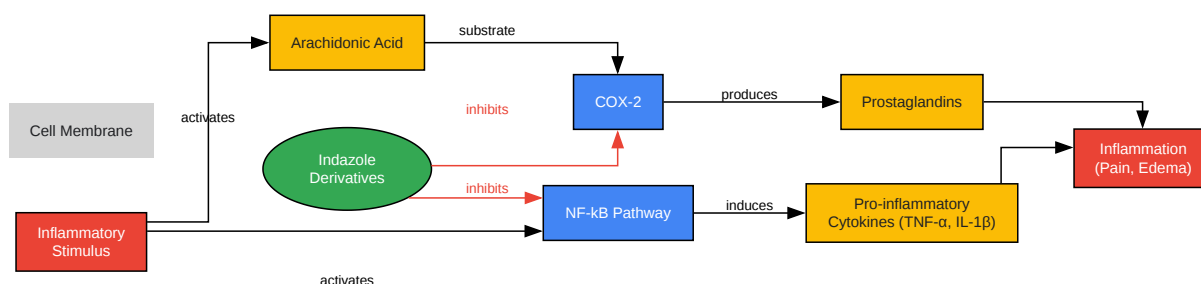 Arachidonic Acid
substrate
COX-2
produces
Prostaglandins
inhibits
activates
Cell Membrane
Inflammation
(Pain, Edema)
Indazole
Derivatives
inhibits
NF-kB Pathway
induces
Pro-inflammatory
Cytokines (TNF-α, IL-1β)
Inflammatory
Stimulus
activates